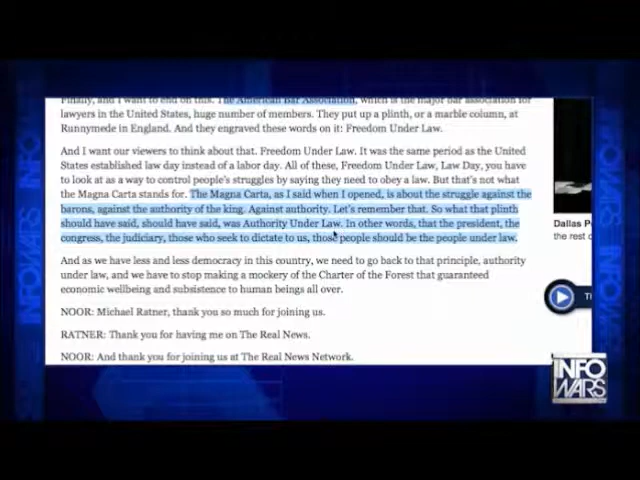 Finally, and I want to end on this. The American Bar Association, which is the major bar association for
lawyers in the United States, huge number of members. They put up a plinth, or a marble column, at
Runnymede in England. And they engraved these words on it: Freedom Under Law.
And I want our viewers to think about that. Freedom Under Law. It was the same period as the United
States established law day instead of a labor day. All of these, Freedom Under Law, Law Day, you have
to look at as a way to control people's struggles by saying they need to obey a law. But that's not what
the Magna Carta stands for. The Magna Carta, as I said when I opened, is about the struggle against the
barons, against the authority of the king. Against authority. Let's remember that. So what that plinth
should have said, should have said, was Authority Under Law. In other words, that the president, the
congress, the judiciary, those who seek to dictate to us, those people should be the people under law.
And as we have less and less democracy in this country, we need to go back to that principle, authority
under law, and we have to stop making a mockery of the Charter of the Forest that guaranteed
economic wellbeing and subsistence to human beings all over.
NOOR: Michael Ratner, thank you so much for joining us.
RATNER: Thank you for having me on The Real News.
NOOR: And thank you for joining us at The Real News Network.
Dallas P
the rest o
T
INFO
WARS
INFOWARS
INFOWARS